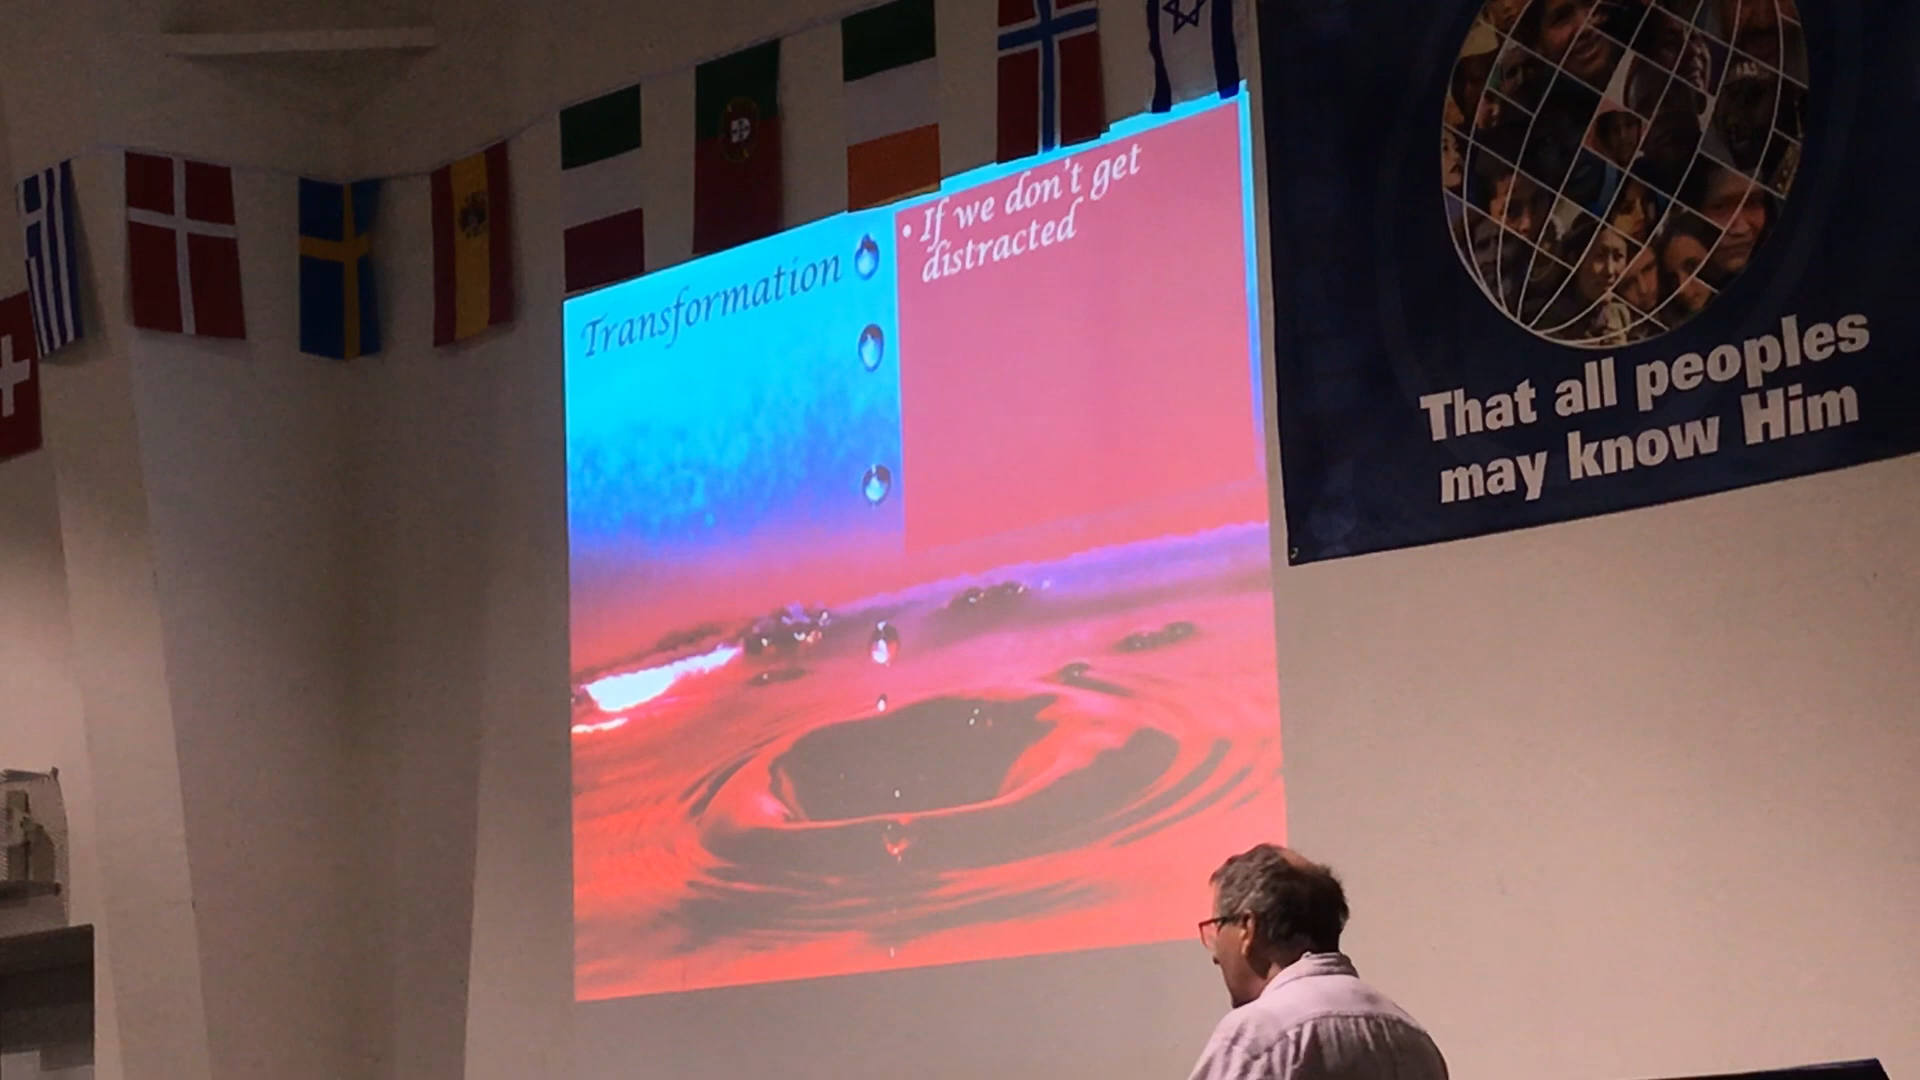 Transformation
• If we don't get
distracted
That all peoples
may know Him